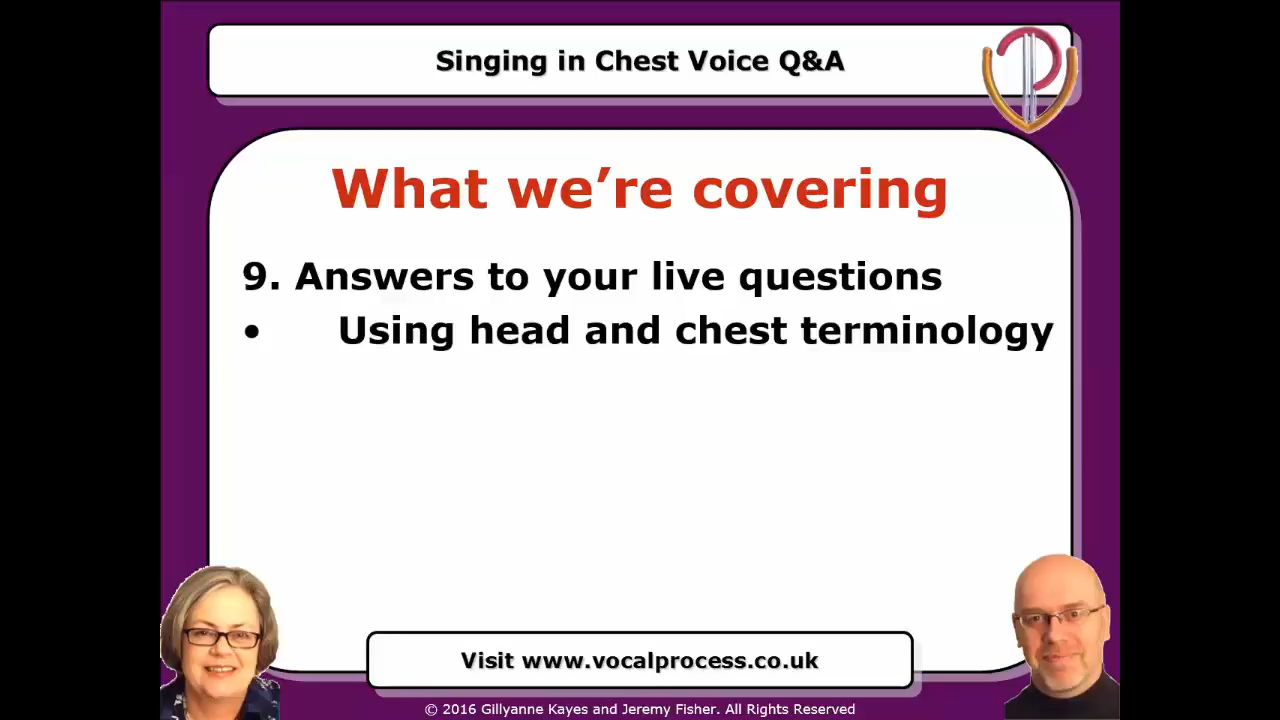 Singing in Chest Voice Q&A
What we’re covering
9. Answers to your live questions
• Using head and chest terminology
Visit www.vocalprocess.co.uk
© 2016 Gillyanne Kayes and Jeremy Fisher. All Rights Reserved